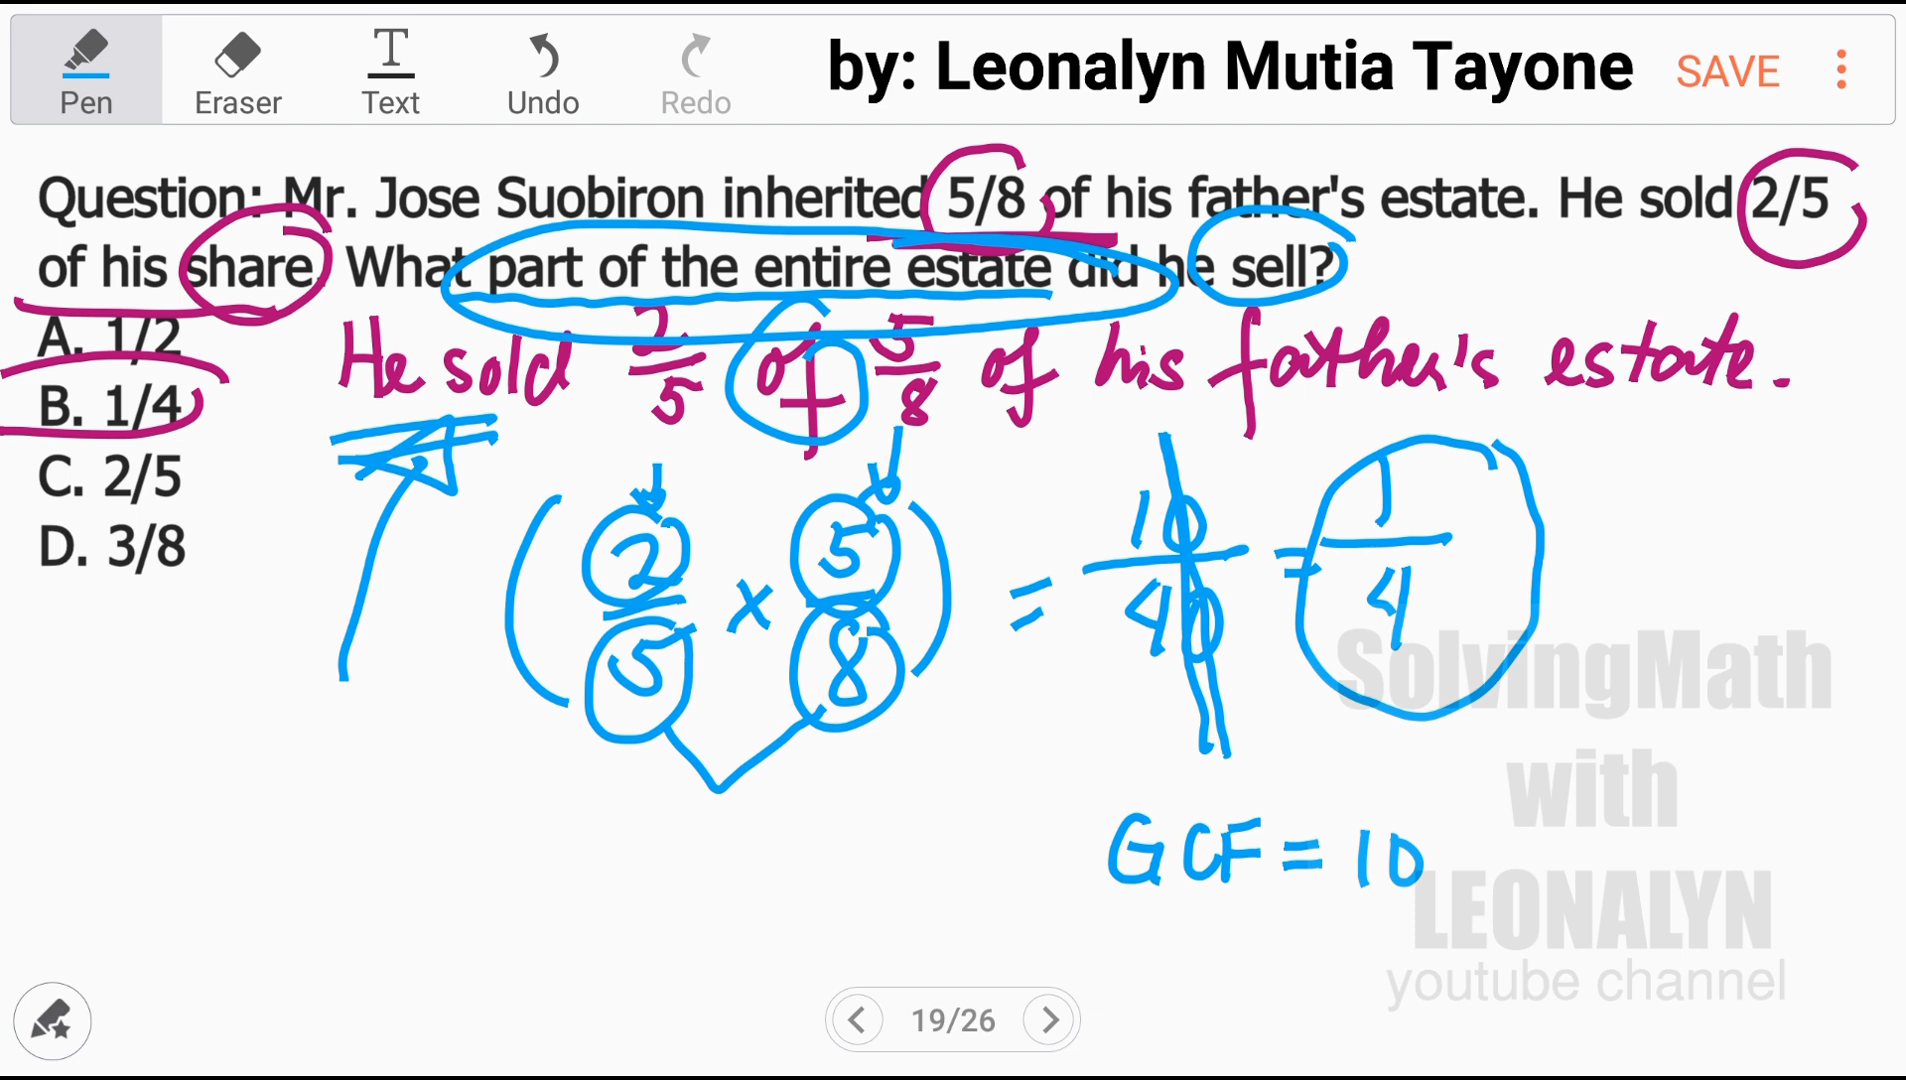 Pen Eraser Text Undo Redo by: Leonalyn Mutia Tayone SAVE
Question: Mr. Jose Suobiron inherited 5/8 of his father's estate. He sold 2/5
of his share. What part of the entire estate did he sell?
A. 1/2
He sold 2/5 of 5/8 of his father's estate.
B. 1/4
C. 2/5
D. 3/8
(2/5 x 5/8) = 10/40 = 1/4
SolvingMath
with
GCF = 10
LEONALYN
youtube channel
19/26